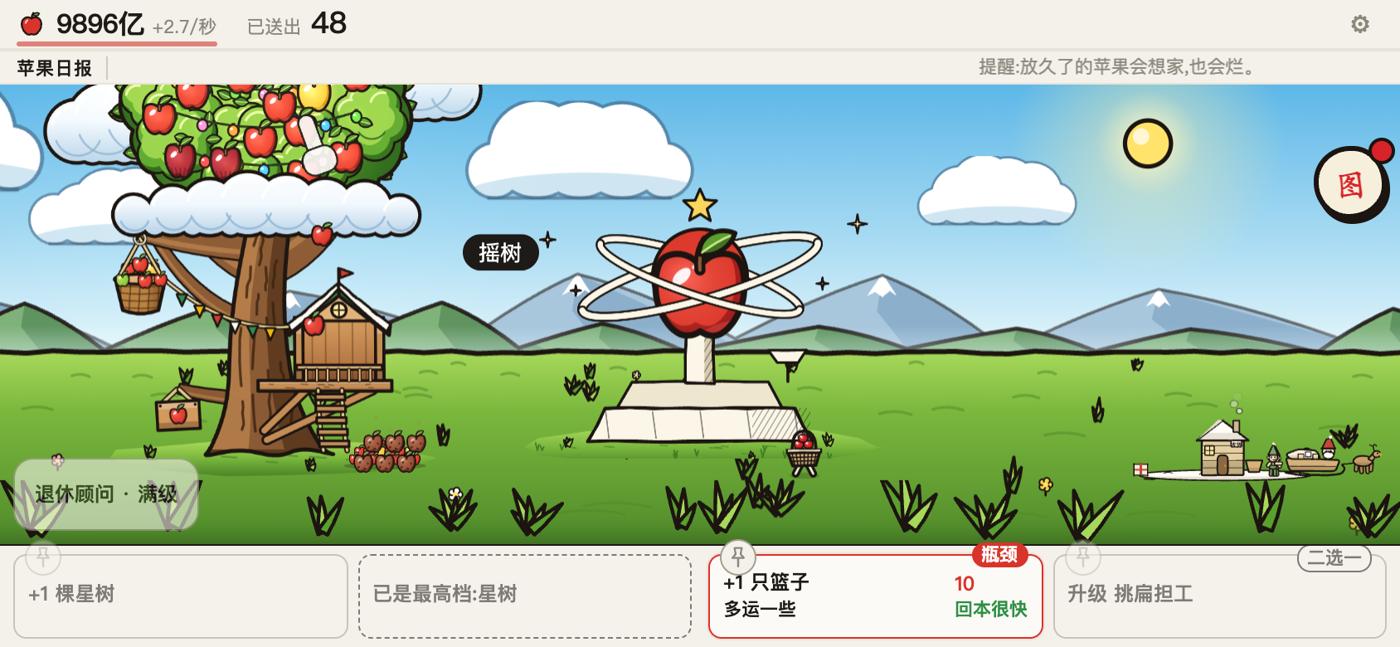 9896亿 +2.7/秒 已送出 48
苹果日报
提醒:放久了的苹果会想家,也会烂。
图
摇树
退休顾问 · 满级
+1 棵星树
已是最高档:星树
瓶颈
+1 只篮子 10
多运一些 回本很快
二选一
升级 挑扁担工